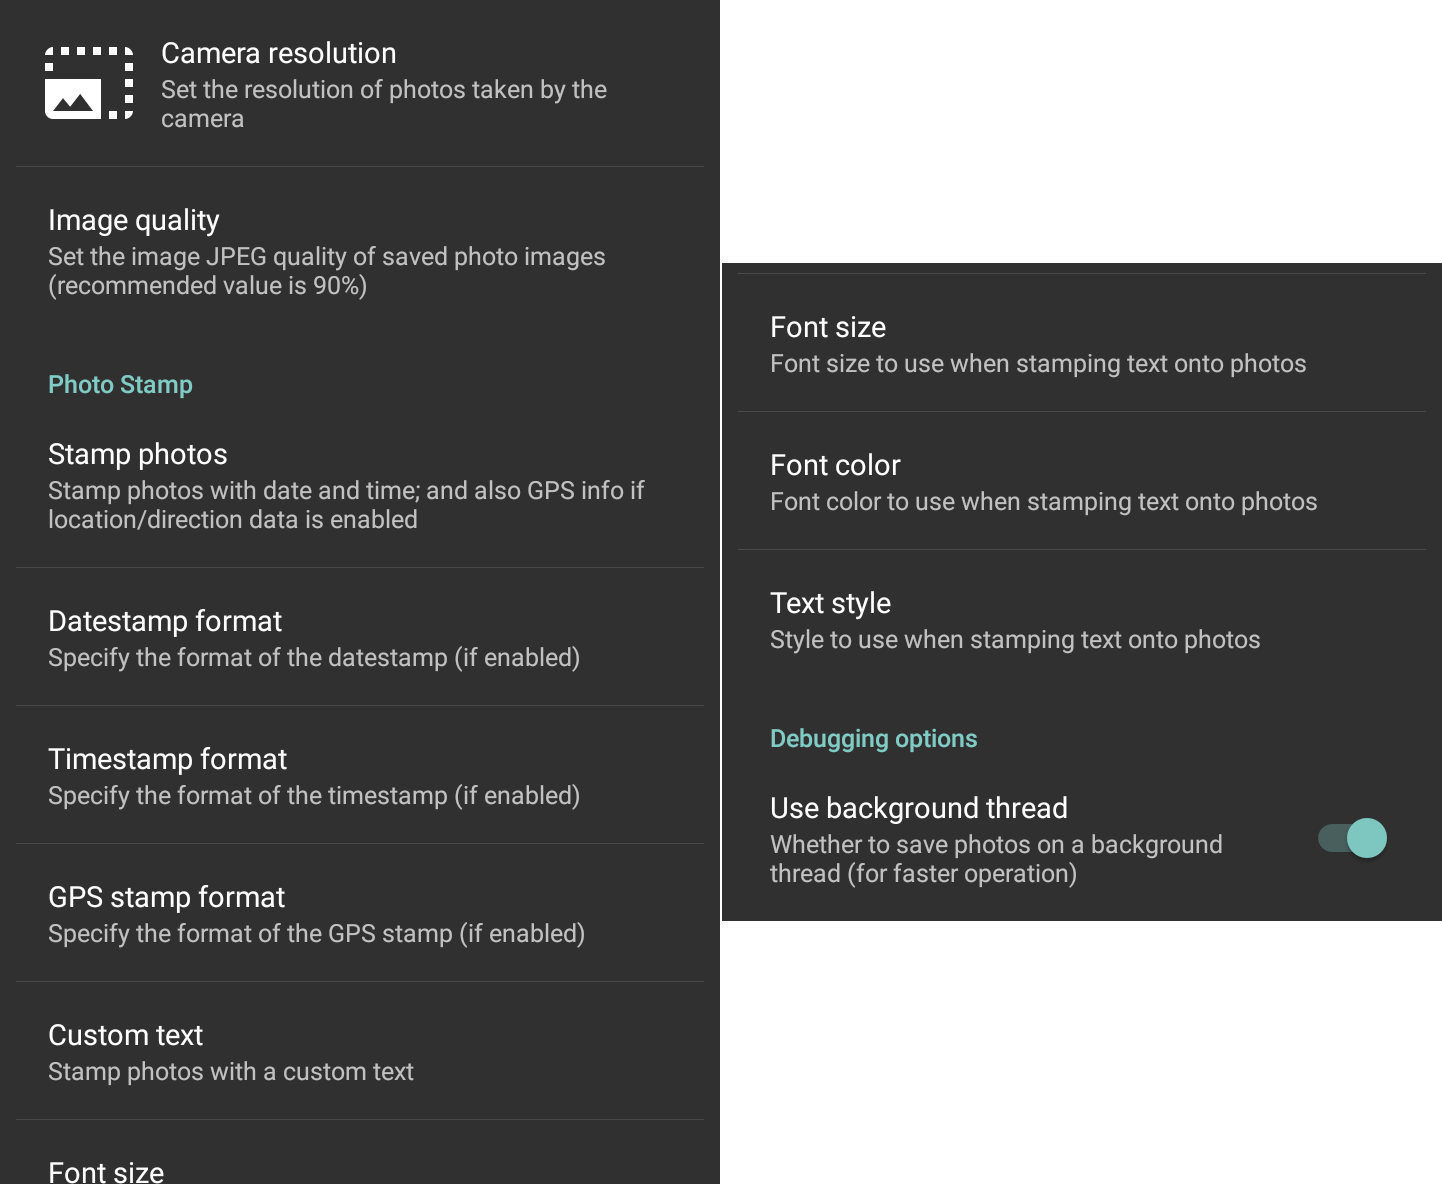 Camera resolution
Set the resolution of photos taken by the
camera
Image quality
Set the image JPEG quality of saved photo images
(recommended value is 90%)
Photo Stamp
Stamp photos
Stamp photos with date and time; and also GPS info if
location/direction data is enabled
Datestamp format
Specify the format of the datestamp (if enabled)
Timestamp format
Specify the format of the timestamp (if enabled)
GPS stamp format
Specify the format of the GPS stamp (if enabled)
Custom text
Stamp photos with a custom text
Font size
Font size
Font size to use when stamping text onto photos
Font color
Font color to use when stamping text onto photos
Text style
Style to use when stamping text onto photos
Debugging options
Use background thread
Whether to save photos on a background
thread (for faster operation)